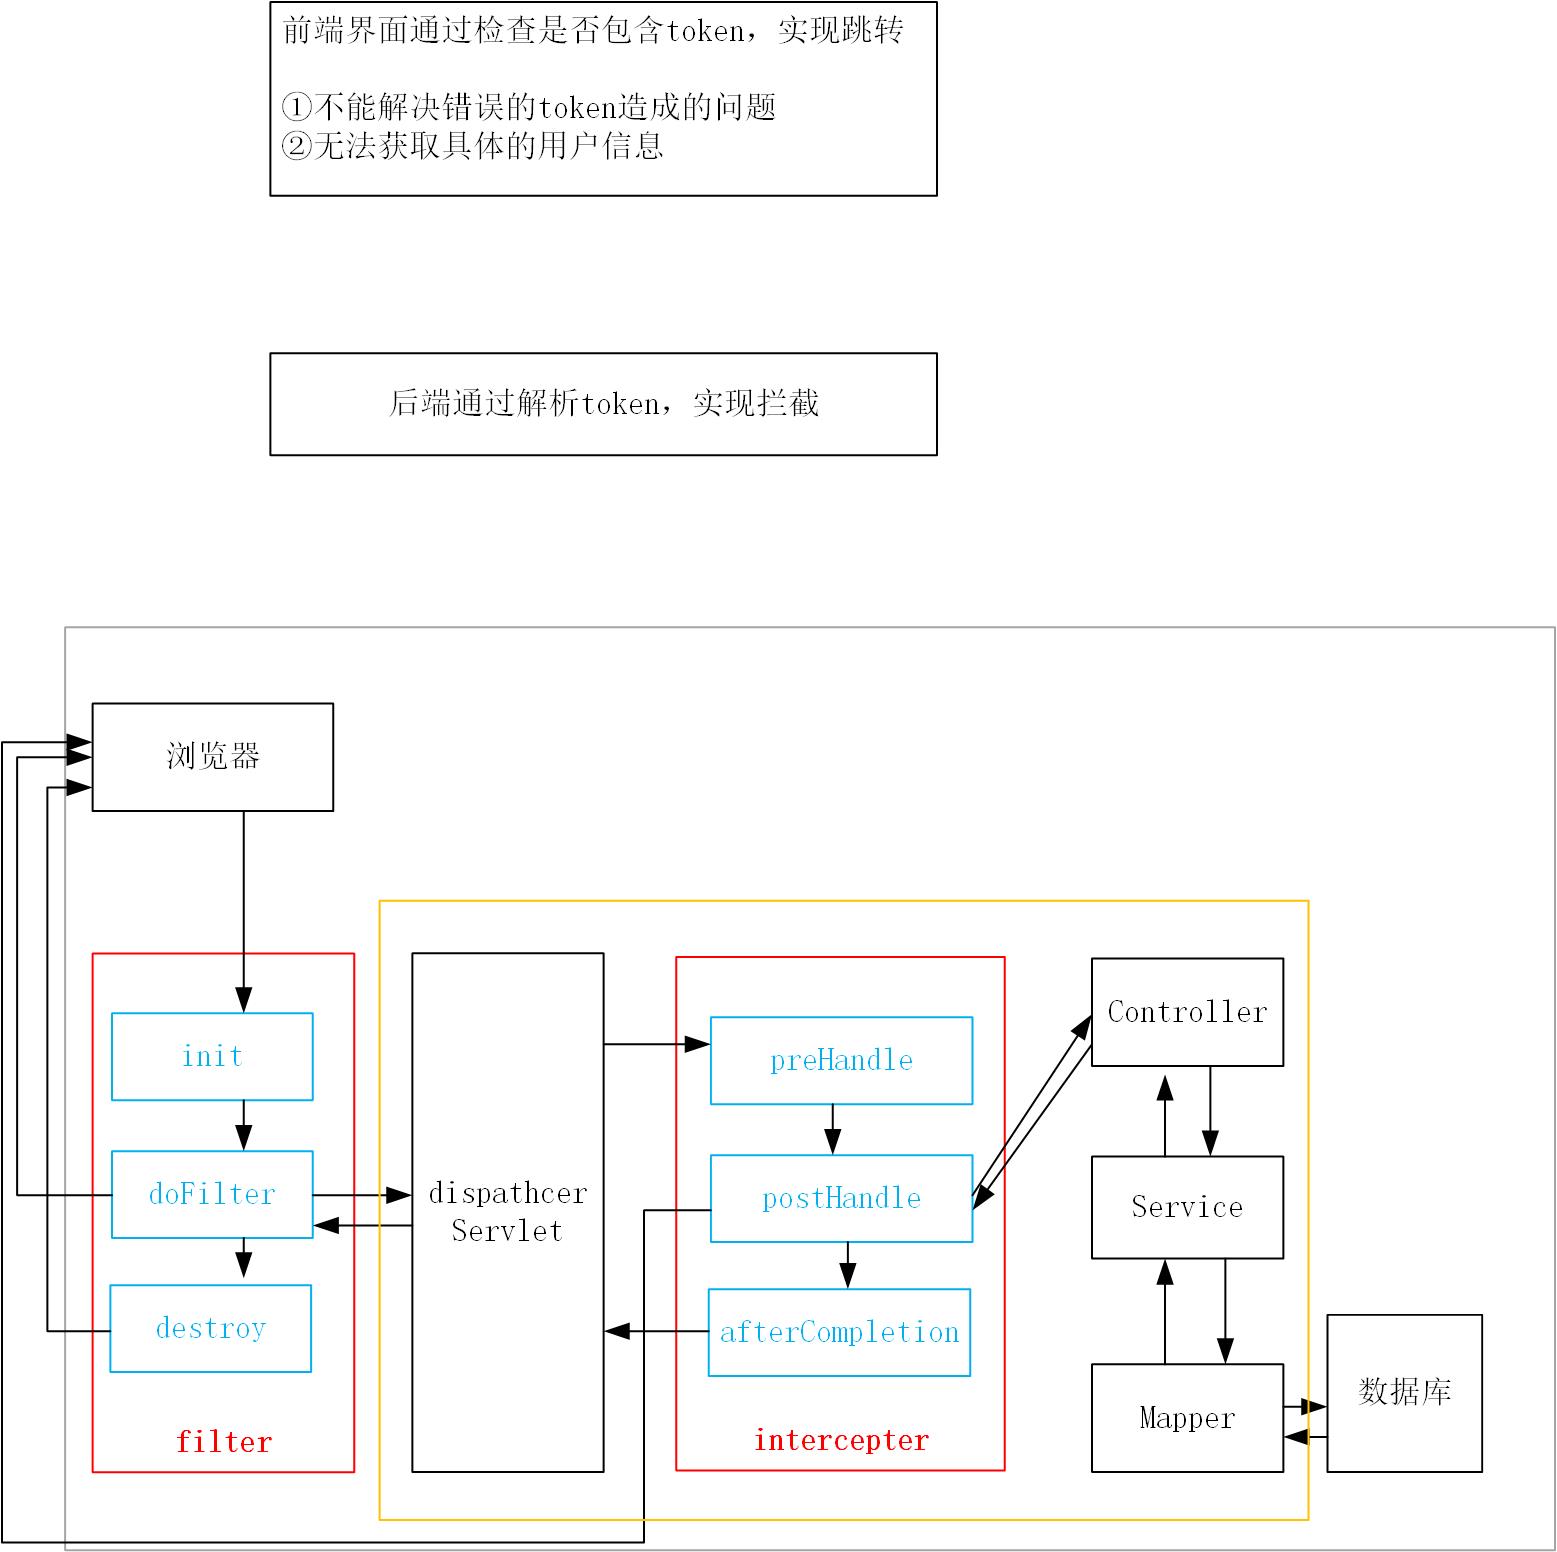 前端界面通过检查是否包含token，实现跳转
①不能解决错误的token造成的问题
②无法获取具体的用户信息
后端通过解析token，实现拦截
浏览器
init
doFilter
destroy
filter
dispathcer
Servlet
preHandle
postHandle
afterCompletion
intercepter
Controller
Service
Mapper
数据库